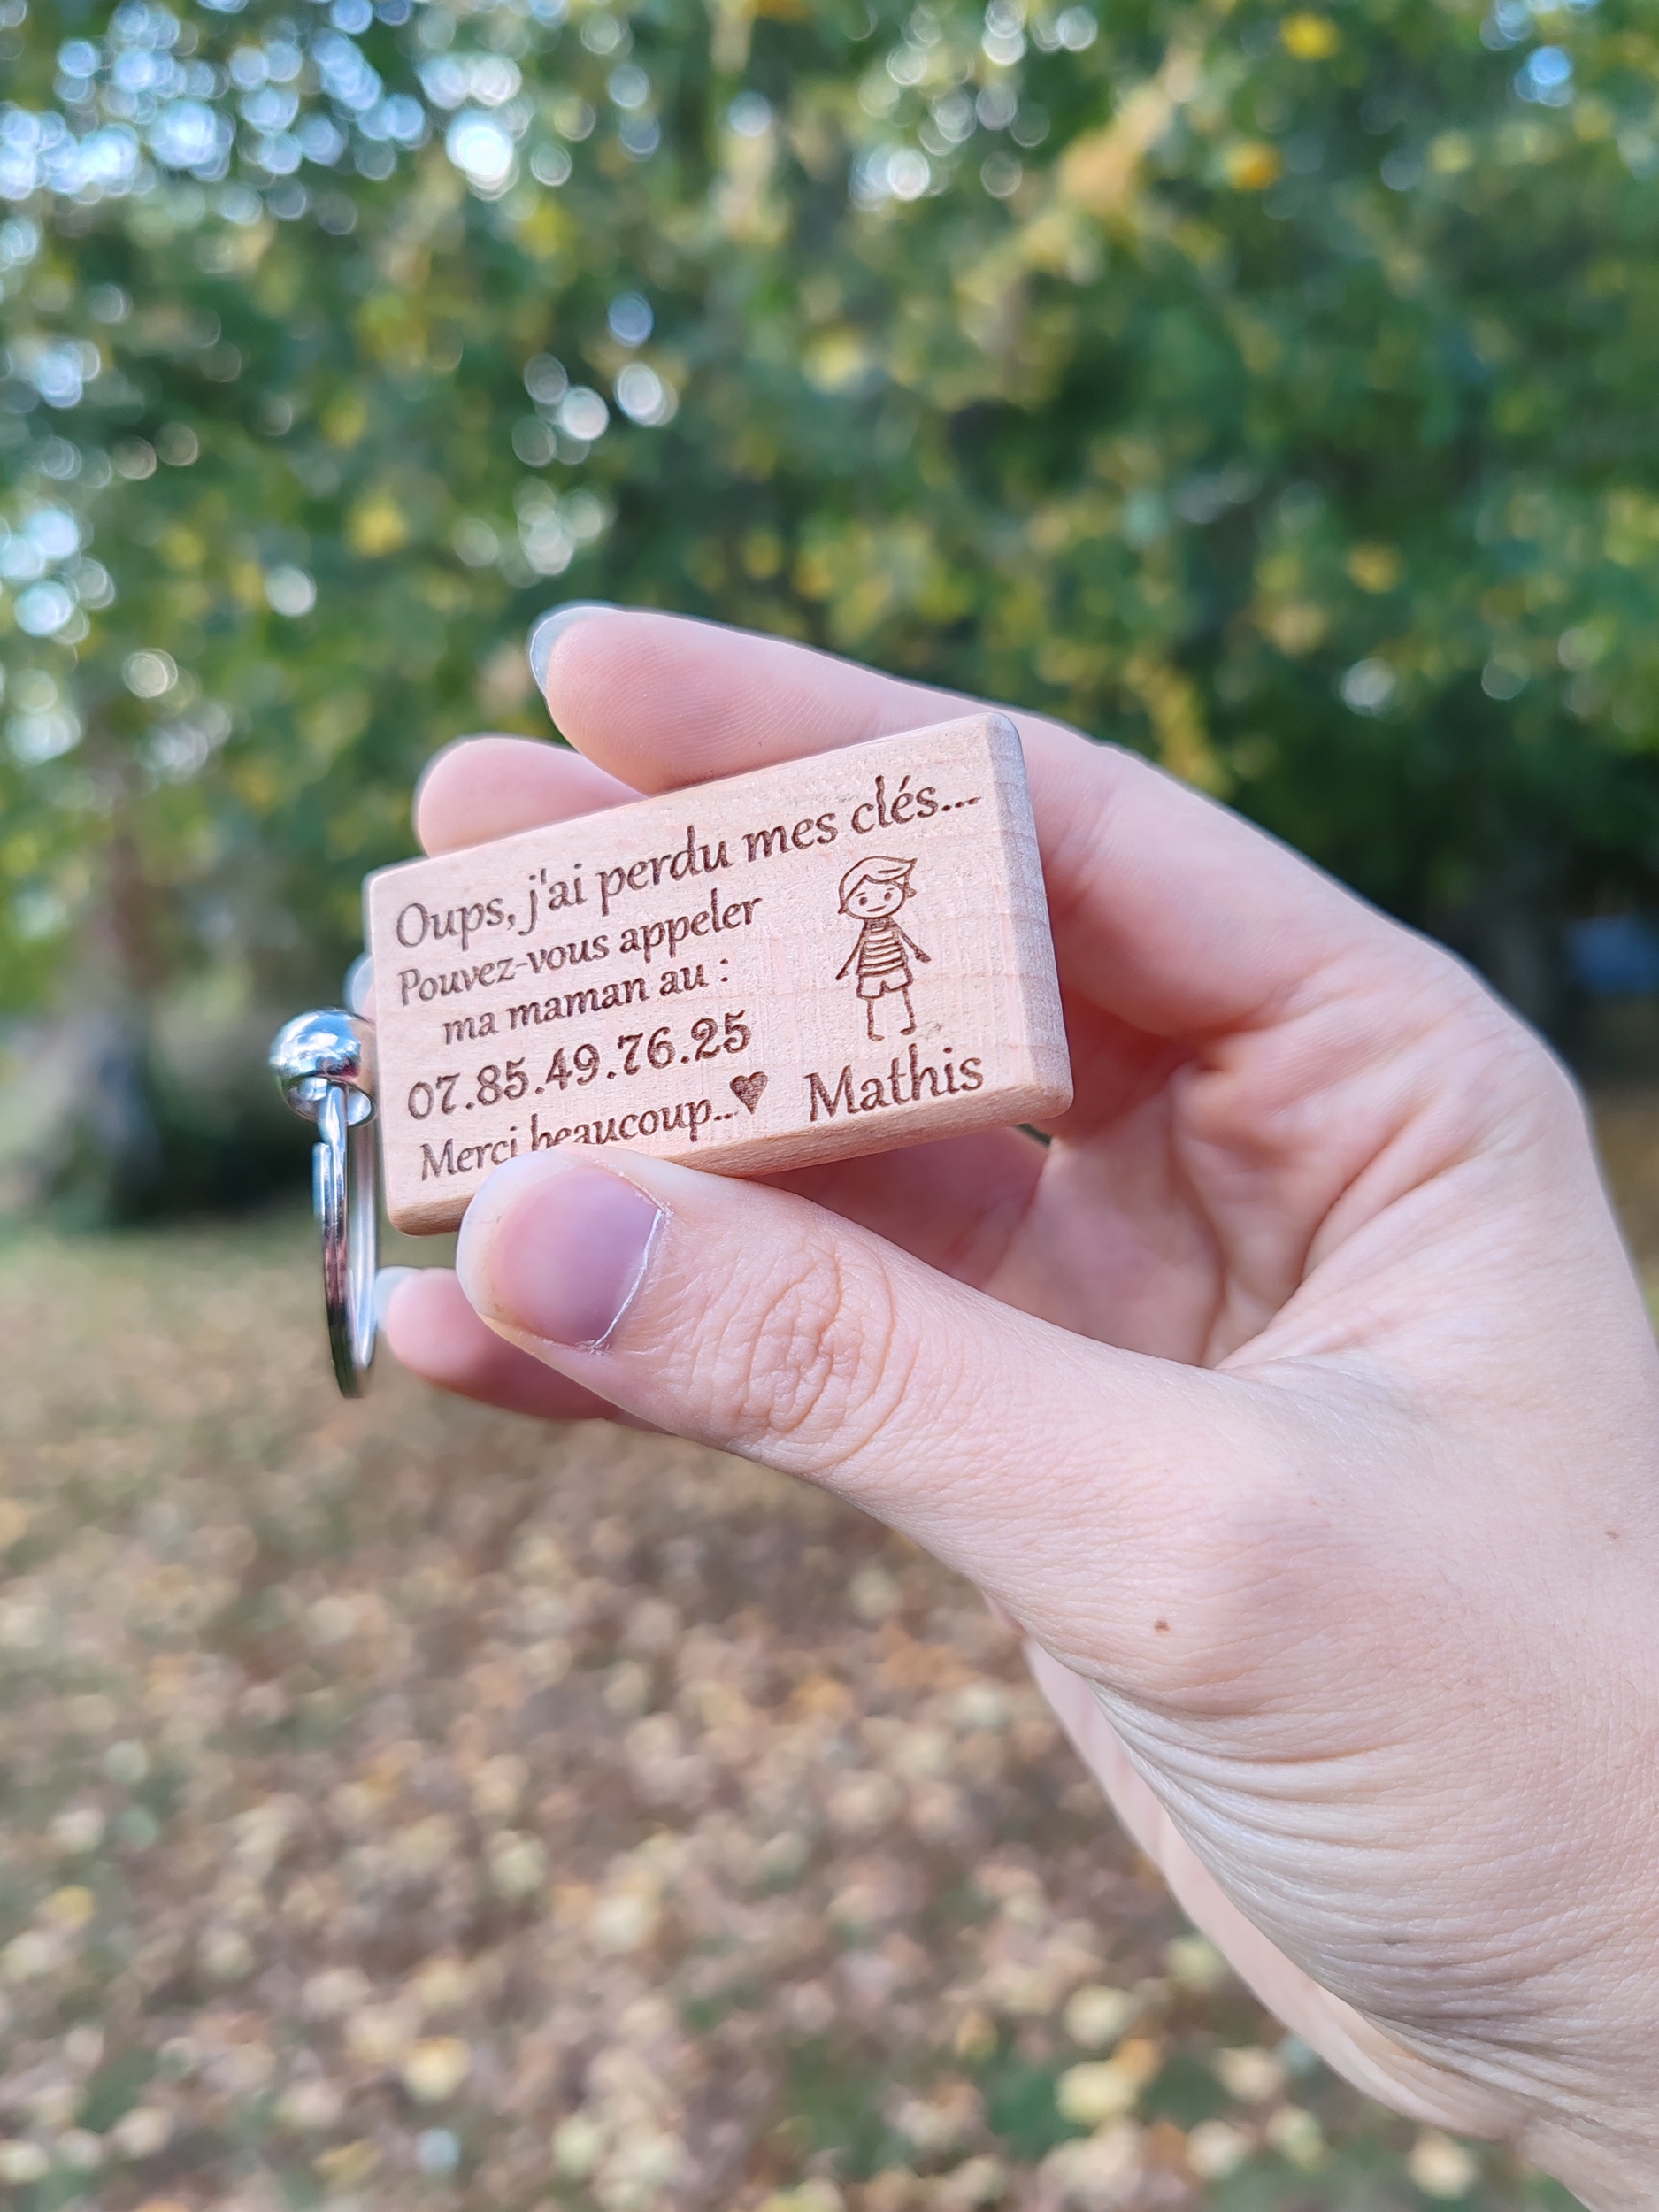 Oups, j'ai perdu mes clés...
Pouvez-vous appeler
ma maman au :
07.85.49.76.25
Merci beaucoup..♥
Mathis